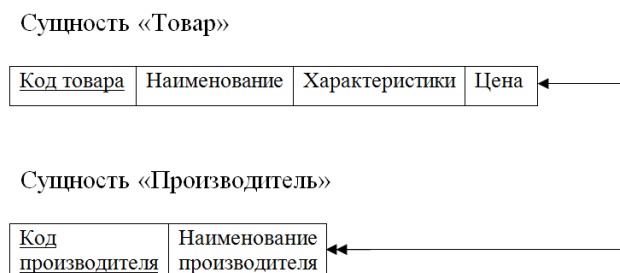 Сущность «Товар»
Код товара Наименование Характеристики Цена
Сущность «Производитель»
Код Наименование
производителя производителя